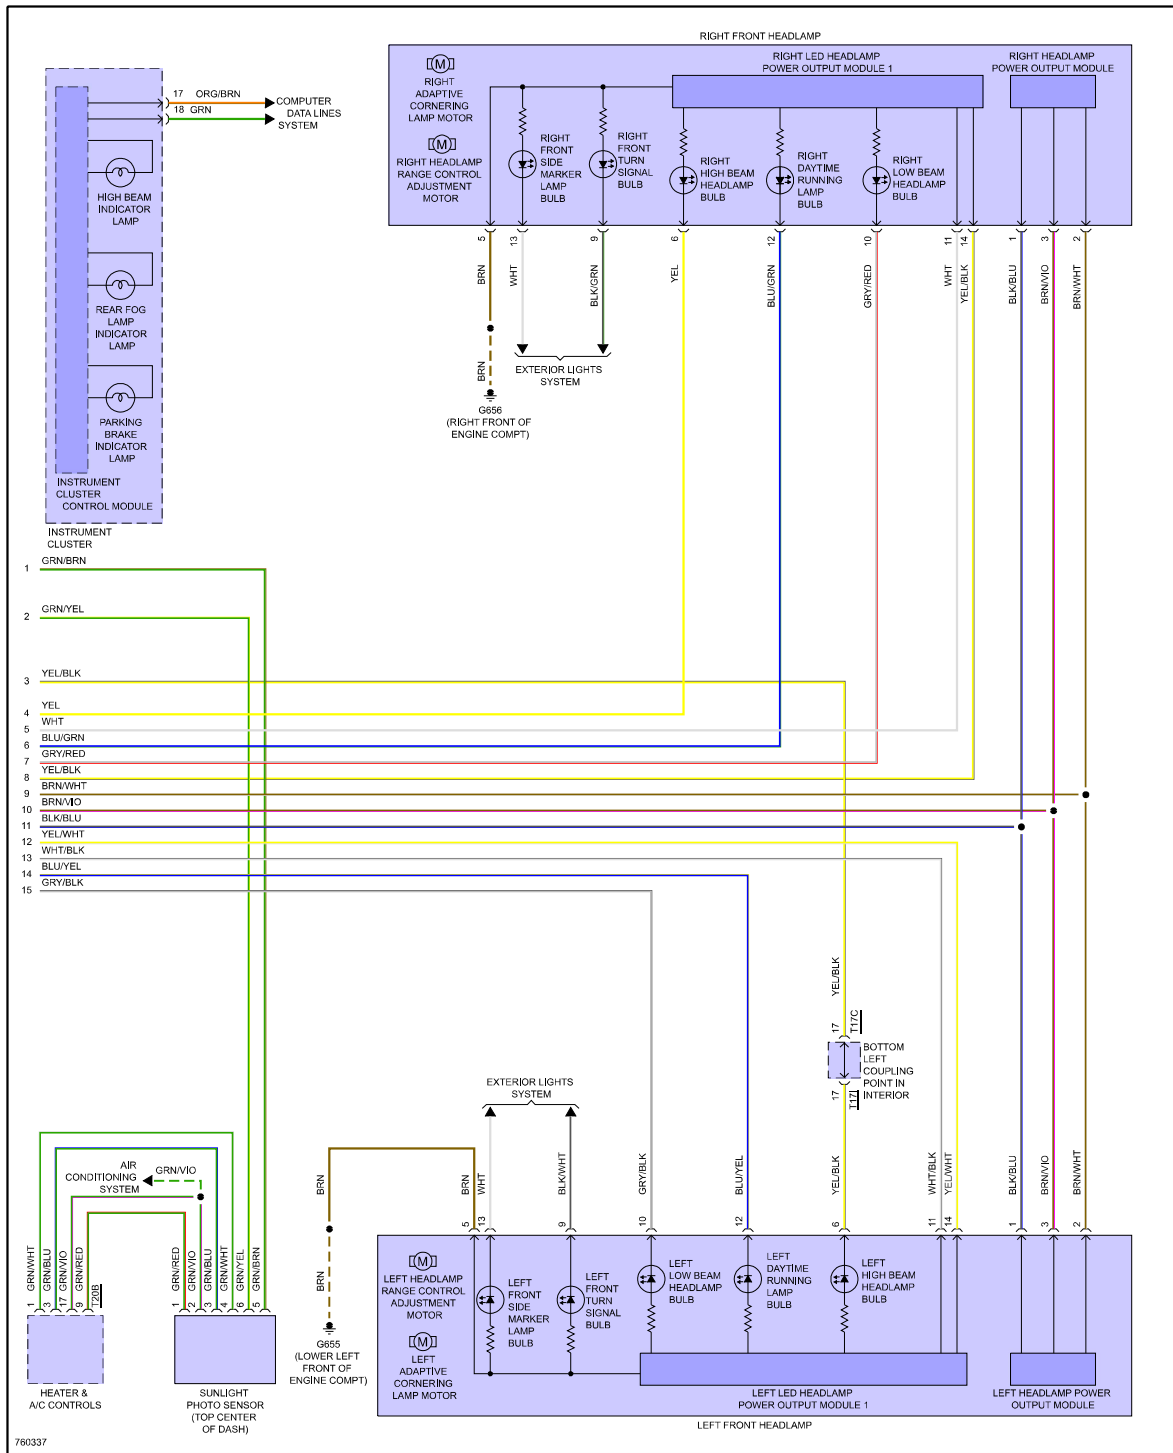 RIGHT FRONT HEADLAMP
RIGHT
ADAPTIVE
CORNERING
LAMP MOTOR
M
RIGHT HEADLAMP
RANGE CONTROL
ADJUSTMENT
MOTOR
M
RIGHT LED HEADLAMP
POWER OUTPUT MODULE 1
RIGHT HEADLAMP
POWER OUTPUT MODULE
RIGHT
FRONT
SIDE
MARKER
LAMP
BULB
RIGHT
FRONT
TURN
SIGNAL
BULB
RIGHT
HIGH BEAM
HEADLAMP
BULB
RIGHT
DAYTIME
RUNNING
LAMP
BULB
RIGHT
LOW BEAM
HEADLAMP
BULB
17 ORG/BRN
18 GRN
COMPUTER
DATA LINES
SYSTEM
HIGH BEAM
INDICATOR
LAMP
REAR FOG
LAMP
INDICATOR
LAMP
PARKING
BRAKE
INDICATOR
LAMP
INSTRUMENT
CLUSTER
CONTROL MODULE
INSTRUMENT
CLUSTER
5 13 9 6 12 10 11 14 1 3 2
BRN WHT BLK/GRN YEL BLU/GRN GRY/RED WHT YEL/BLK BLK/BLU BRN/VIO BRN/WHT
BRN
EXTERIOR LIGHTS
SYSTEM
G656
(RIGHT FRONT OF
ENGINE COMPT)
1 GRN/BRN
2 GRN/YEL
3 YEL/BLK
4 YEL
5 WHT
6 BLU/GRN
7 GRY/RED
8 YEL/BLK
9 BRN/WHT
10 BRN/VIO
11 BLK/BLU
12 YEL/WHT
13 WHT/BLK
14 BLU/YEL
15 GRY/BLK
YEL/BLK
17 T17C
BOTTOM
LEFT
COUPLING
POINT IN
INTERIOR
17 T17I
EXTERIOR LIGHTS
SYSTEM
AIR
CONDITIONING
SYSTEM
GRN/VIO
BRN BRN WHT BLK/WHT GRY/BLK BLU/YEL YEL/BLK WHT/BLK YEL/WHT BLK/BLU BRN/VIO BRN/WHT
5 13 9 10 12 6 11 14 1 3 2
GRN/WHT GRN/BLU GRN/VIO GRN/RED
1 3 17 9 T20B
GRN/RED GRN/VIO GRN/BLU GRN/WHT GRN/YEL GRN/BRN
1 2 3 4 6 5
BRN
HEATER &
A/C CONTROLS
SUNLIGHT
PHOTO SENSOR
(TOP CENTER
OF DASH)
G655
(LOWER LEFT
FRONT OF
ENGINE COMPT)
M
LEFT HEADLAMP
RANGE CONTROL
ADJUSTMENT
MOTOR
M
LEFT
ADAPTIVE
CORNERING
LAMP MOTOR
LEFT
FRONT
SIDE
MARKER
LAMP
BULB
LEFT
FRONT
TURN
SIGNAL
BULB
LEFT
LOW BEAM
HEADLAMP
BULB
LEFT
DAYTIME
RUNNING
LAMP
BULB
LEFT
HIGH BEAM
HEADLAMP
BULB
LEFT LED HEADLAMP
POWER OUTPUT MODULE 1
LEFT HEADLAMP POWER
OUTPUT MODULE
LEFT FRONT HEADLAMP
760337